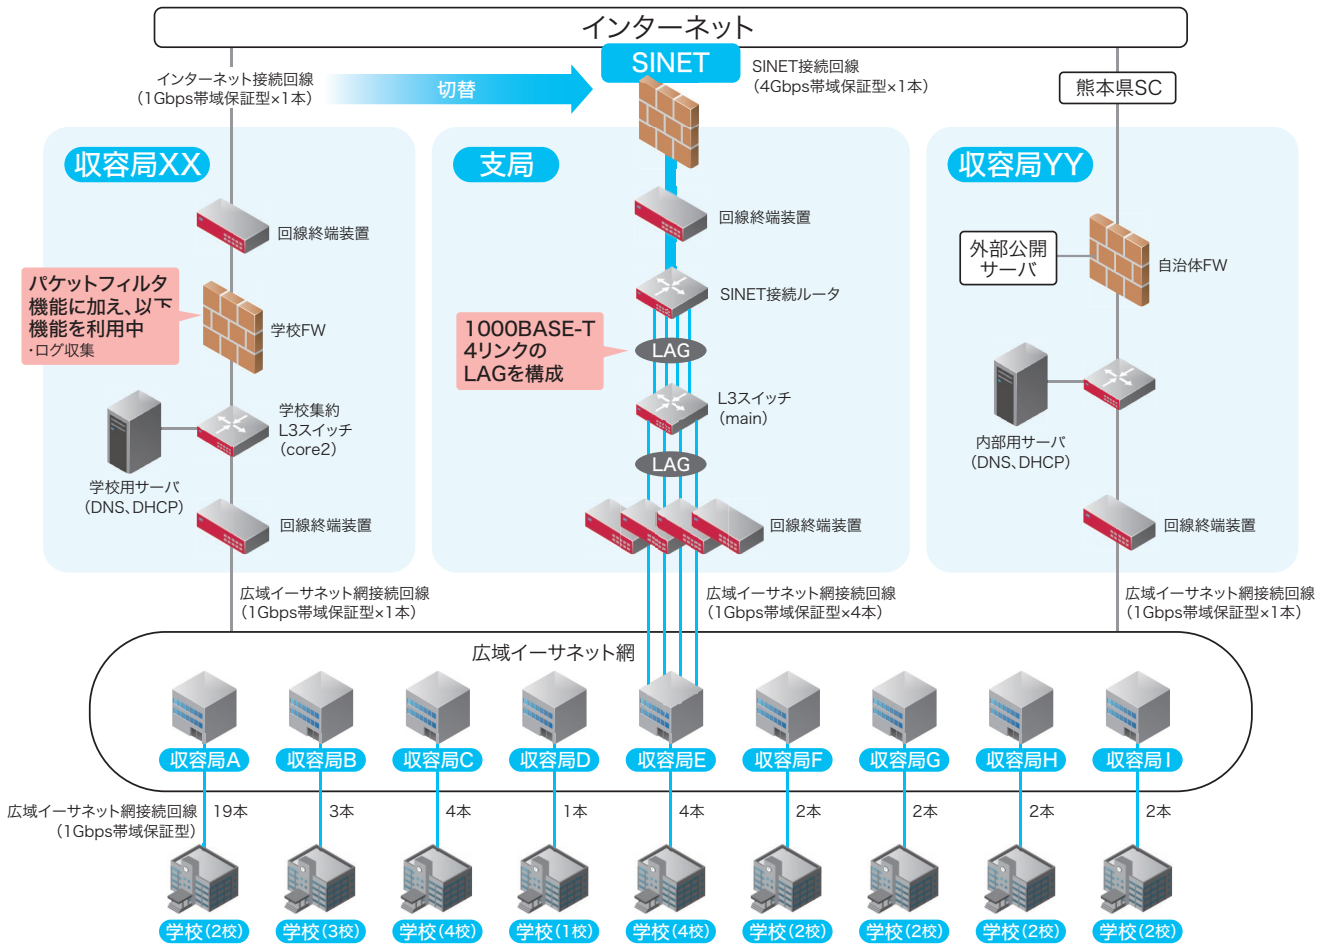 インターネット
SINET
インターネット接続回線
(1Gbps帯域保証型×1本)
切替
SINET接続回線
(4Gbps帯域保証型×1本)
熊本県SC
収容局XX
回線終端装置
パケットフィルタ
機能に加え、以下
機能を利用中
・ログ収集
学校FW
学校集約
L3スイッチ
(core2)
学校用サーバ
(DNS、DHCP)
回線終端装置
広域イーサネット網接続回線
(1Gbps帯域保証型×1本)
支局
回線終端装置
SINET接続ルータ
1000BASE-T
4リンクの
LAGを構成
LAG
L3スイッチ
(main)
LAG
回線終端装置
広域イーサネット網接続回線
(1Gbps帯域保証型×4本)
収容局YY
外部公開
サーバ
自治体FW
内部用サーバ
(DNS、DHCP)
回線終端装置
広域イーサネット網接続回線
(1Gbps帯域保証型×1本)
広域イーサネット網
収容局A
収容局B
収容局C
収容局D
収容局E
収容局F
収容局G
収容局H
収容局I
広域イーサネット網接続回線
(1Gbps帯域保証型)
19本
3本
4本
1本
4本
2本
2本
2本
2本
学校(2校)
学校(3校)
学校(4校)
学校(1校)
学校(4校)
学校(2校)
学校(2校)
学校(2校)
学校(2校)